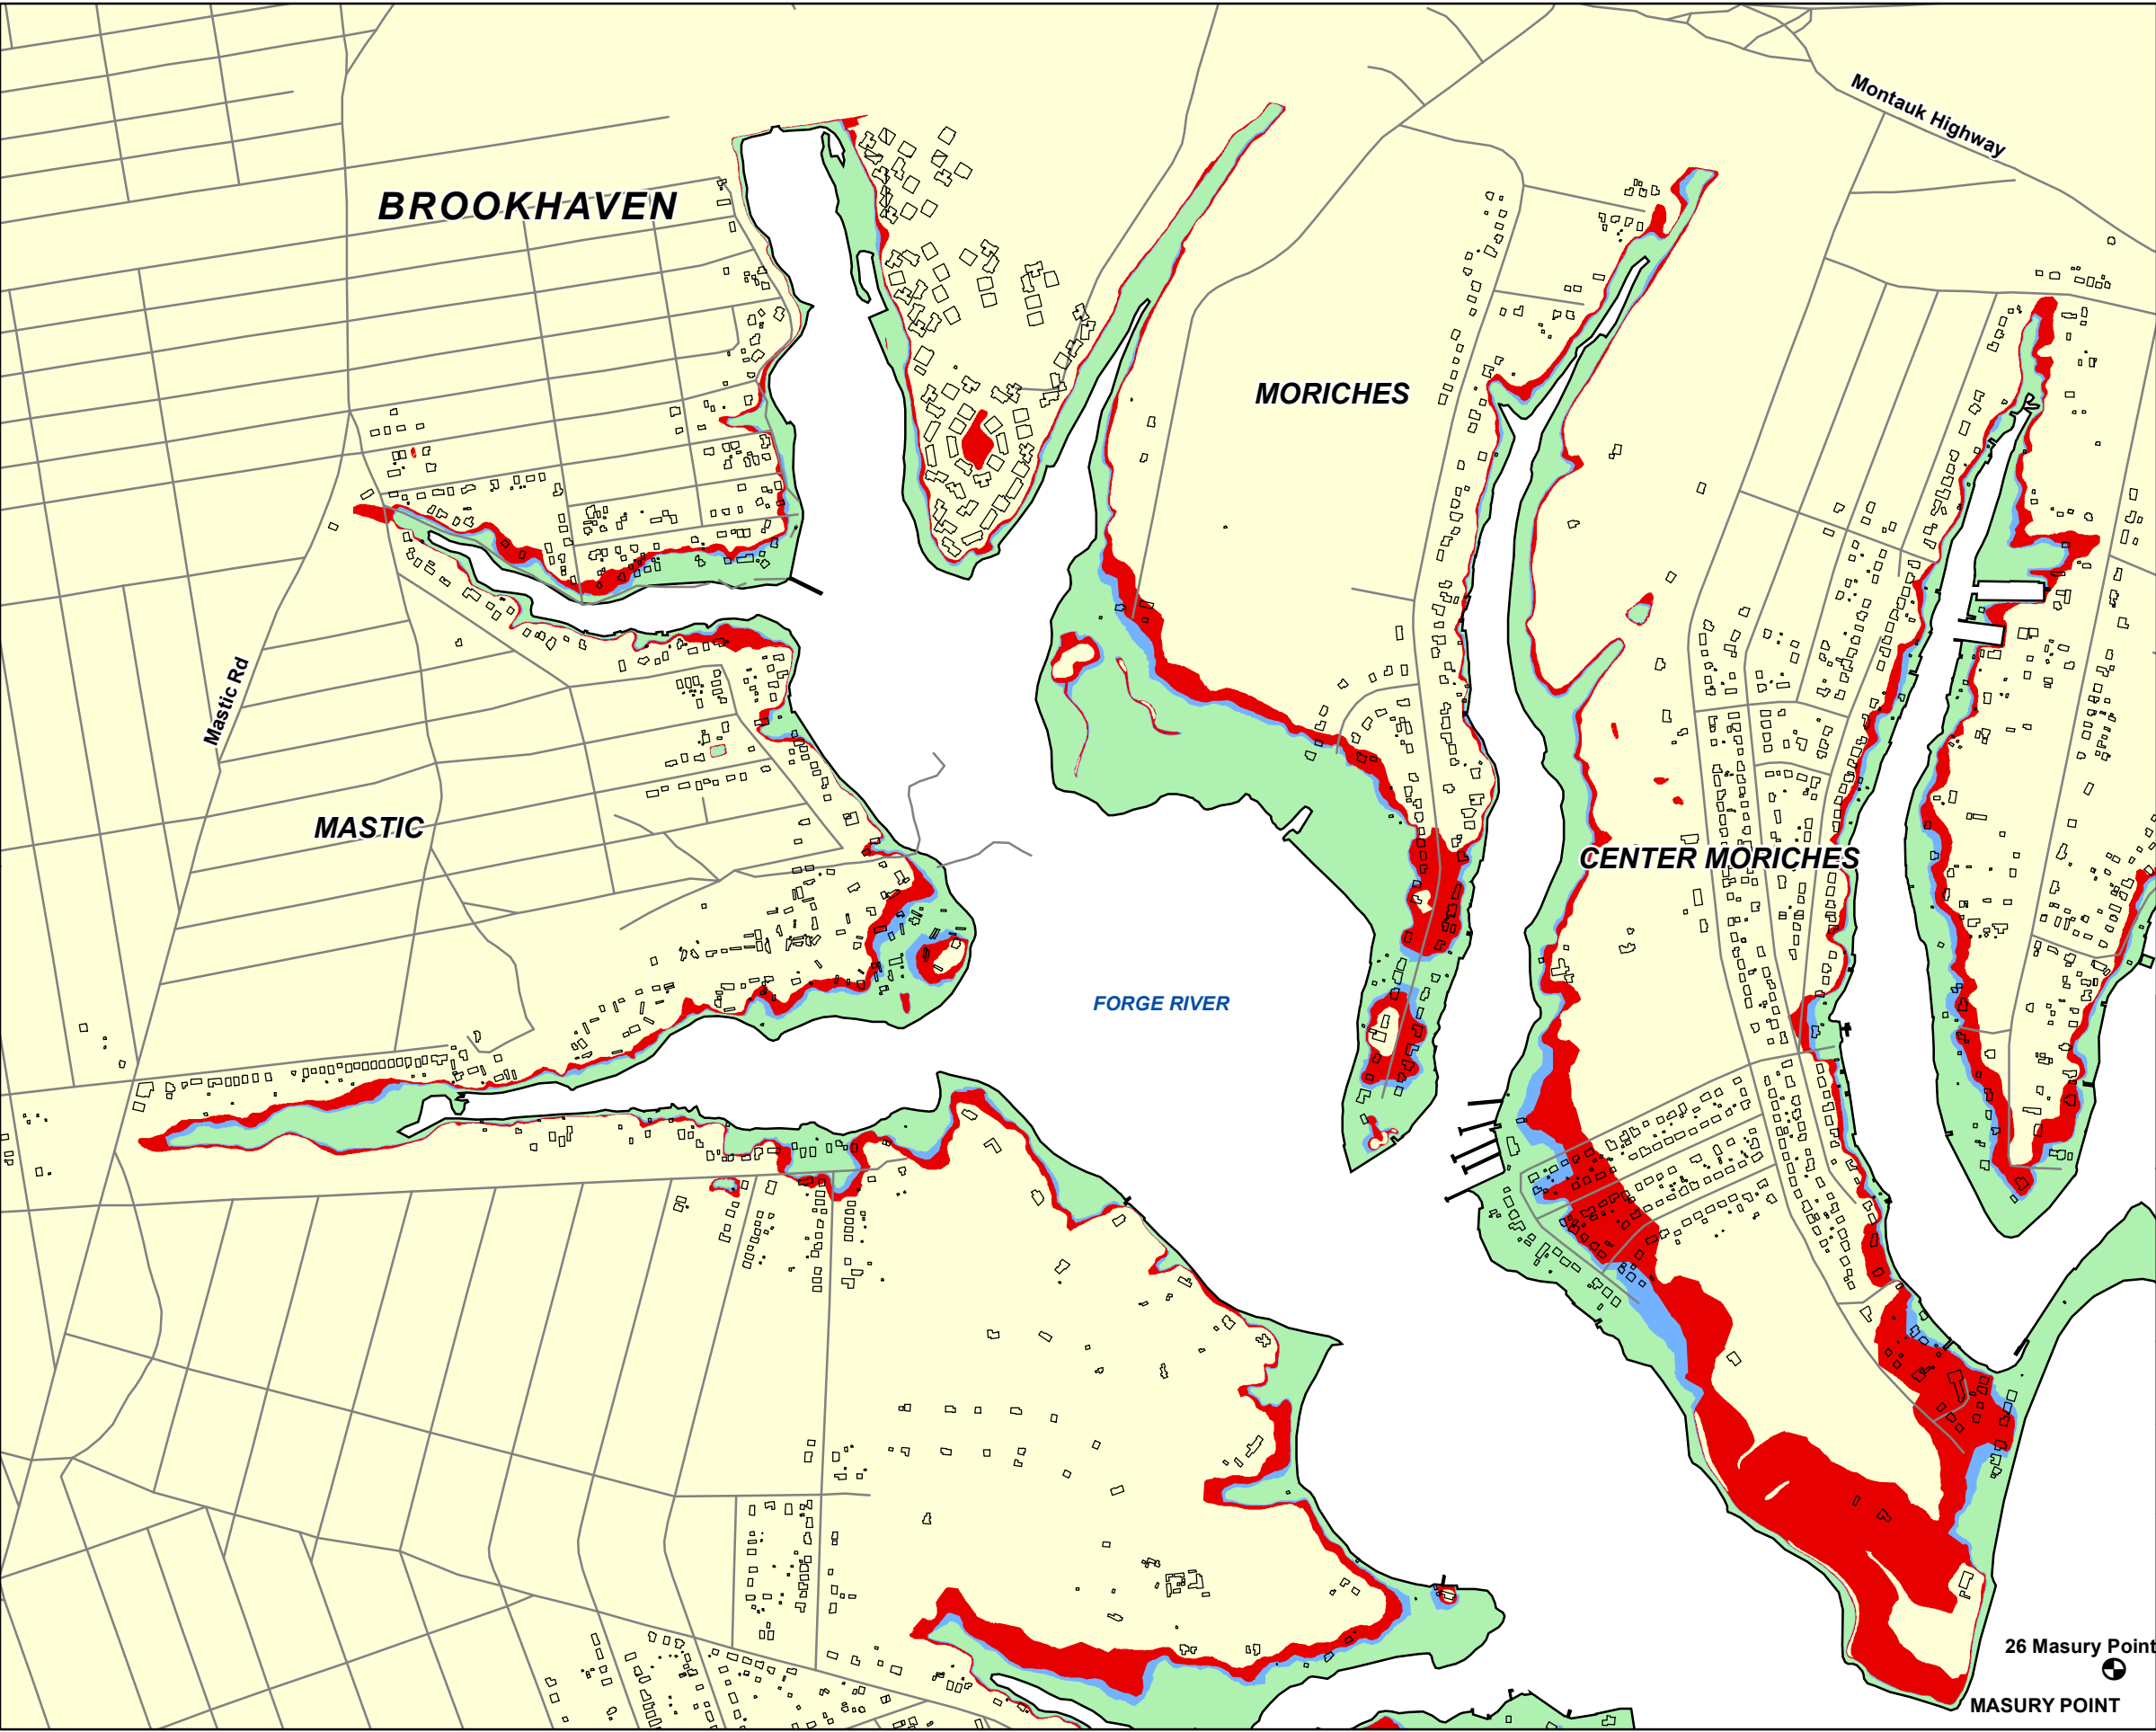 Montauk Highway
BROOKHAVEN
MORICHES
Mastic Rd
MASTIC
CENTER MORICHES
FORGE RIVER
26 Masury Point
MASURY POINT